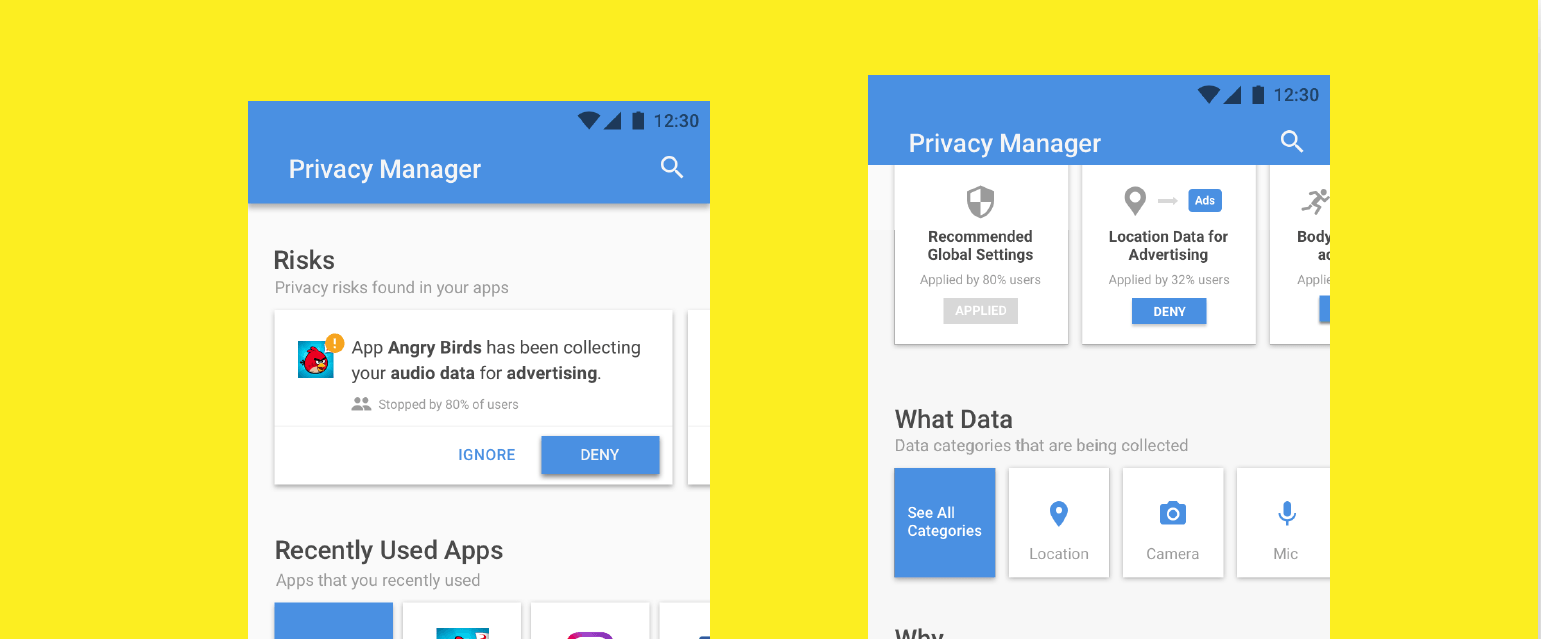 12:30
Privacy Manager
Risks
Privacy risks found in your apps
App Angry Birds has been collecting
your audio data for advertising.
Stopped by 80% of users
IGNORE
DENY
Recently Used Apps
Apps that you recently used
12:30
Privacy Manager
Recommended
Global Settings
Applied by 80% users
APPLIED
Ads
Location Data for
Advertising
Applied by 32% users
DENY
What Data
Data categories that are being collected
See All
Categories
Location
Camera
Mic
Why